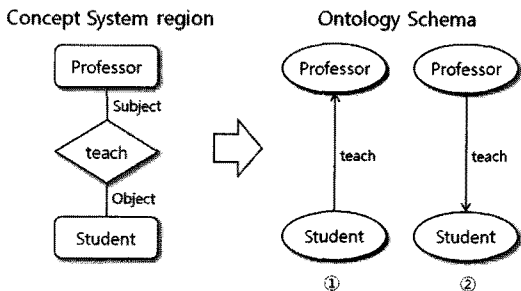 Concept System region
Ontology Schema
Professor
Subject
teach
Object
Student
Professor
Professor
teach
teach
Student
Student
①
②